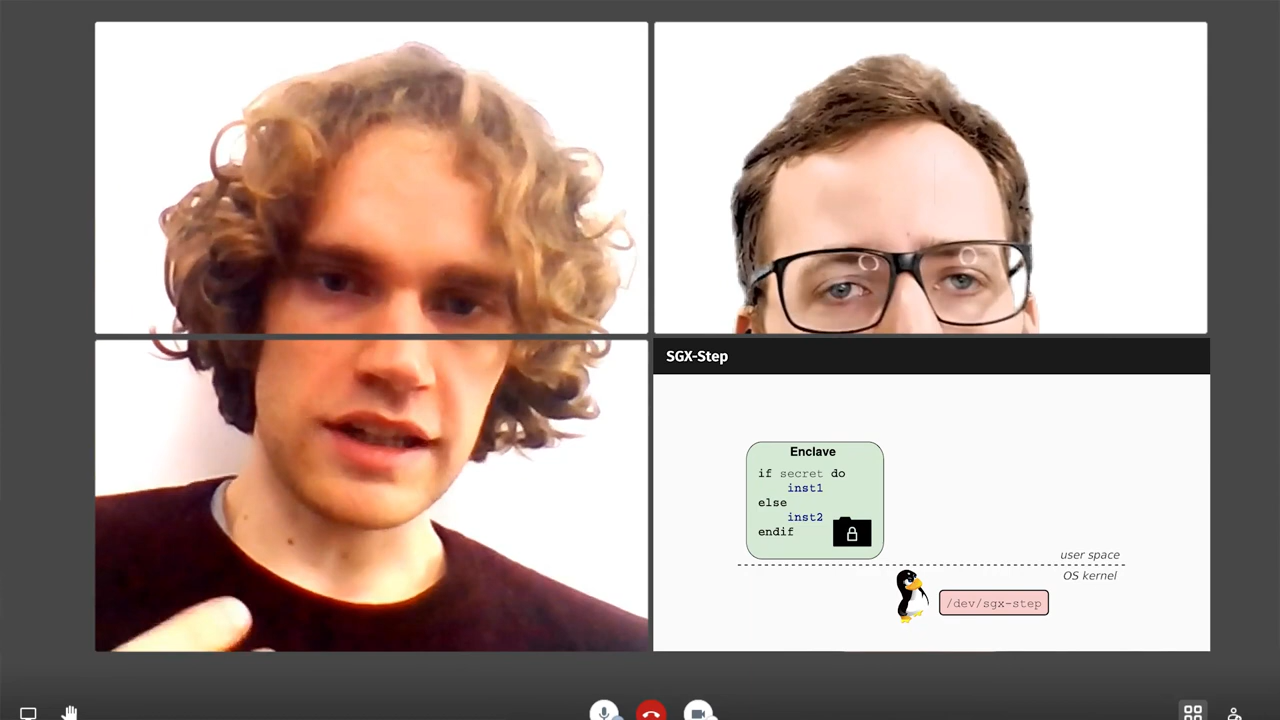 SGX-Step
Enclave
if secret do
inst1
else
inst2
endif
user space
OS kernel
/dev/sgx-step